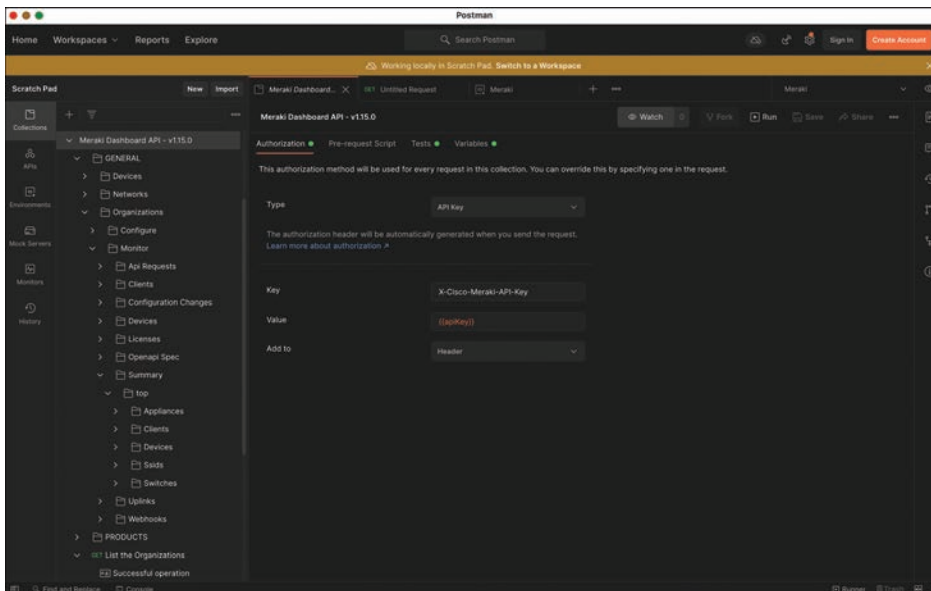 Postman
Home Workspaces Reports Explore
Search Postman
Sign In
Create Account
Working locally in Scratch Pad. Switch to a Workspace
Scratch Pad
New Import
Meraki Dashboard...
GET Untitled Request
Meraki
Meraki
Collections
APIs
Environments
Mock Servers
Monitors
History
Meraki Dashboard API - v1.15.0
GENERAL
Devices
Networks
Organizations
Configure
Monitor
Api Requests
Clients
Configuration Changes
Devices
Licenses
Openapi Spec
Summary
top
Appliances
Clients
Devices
Ssids
Switches
Uplinks
Webhooks
PRODUCTS
GET List the Organizations
Successful operation
Meraki Dashboard API - v1.15.0
Watch 0 Fork Run Save Share
Authorization Pre-request Script Tests Variables
This authorization method will be used for every request in this collection. You can override this by specifying one in the request.
Type API Key
The authorization header will be automatically generated when you send the request.
Learn more about authorization ↗
Key X-Cisco-Meraki-API-Key
Value {{apiKey}}
Add to Header
Find and Replace Console
Runner Trash